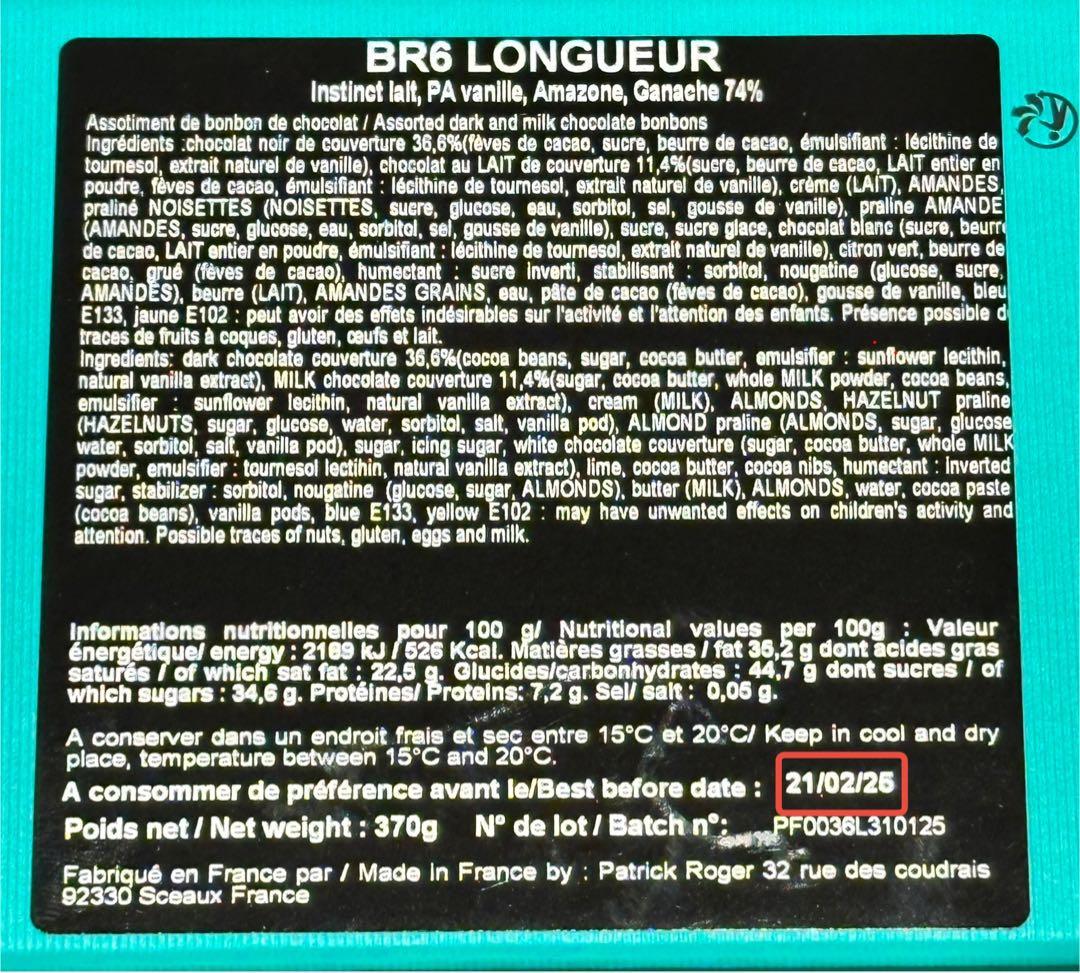 BR6 LONGUEUR
Instinct lait, PA vanille, Amazone, Ganache 74%
Assotiment de bonbon de chocolat / Assorted dark and milk chocolate bonbons
Ingrédients :chocolat noir de couverture 36,6%(fèves de cacao, sucre, beurre de cacao, émulsifiant : lécithine de
tournesol, extrait naturel de vanille), chocolat au LAIT de couverture 11,4%(sucre, beurre de cacao, LAIT entier en
poudre, fèves de cacao, émulsifiant : lécithine de tournesol, extrait naturel de vanille), crème (LAIT), AMANDES,
praliné NOISETTES (NOISETTES, sucre, glucose, eau, sorbitol, sel, gousse de vanille), praline AMANDE
(AMANDES, sucre, glucose, eau, sorbitol, sel, gousse de vanille), sucre, sucre glace, chocolat blanc (sucre, beurre
de cacao, LAIT entier en poudre, émulsifiant : lécithine de tournesol, extrait naturel de vanille), citron vert, beurre de
cacao, grué (fèves de cacao), humectant : sucre inverti, stabilisant : sorbitol, nougatine (glucose, sucre,
AMANDES), beurre (LAIT), AMANDES GRAINS, eau, pâte de cacao (fèves de cacao), gousse de vanille, bleu
E133, jaune E102 : peut avoir des effets indésirables sur l'activité et l'attention des enfants. Présence possible d
traces de fruits à coques, gluten, œufs et lait.
Ingredients: dark chocolate couverture 36,6%(cocoa beans, sugar, cocoa butter, emulsifier : sunflower lecithin,
natural vanilla extract), MILK chocolate couverture 11,4%(sugar, cocoa butter, whole MILK powder, cocoa beans,
emulsifier : sunflower lecithin, natural vanilla extract), cream (MILK), ALMONDS, HAZELNUT praline
(HAZELNUTS, sugar, glucose, water, sorbitol, salt, vanilla pod), ALMOND praline (ALMONDS, sugar, glucose
water, sorbitol, salt, vanilla pod), sugar, icing sugar, white chocolate couverture (sugar, cocoa butter, whole MILK
powder, emulsifier : tournesol lectihin, natural vanilla extract), lime, cocoa butter, cocoa nibs, humectant : inverted
sugar, stabilizer : sorbitol, nougatine (glucose, sugar, ALMONDS), butter (MILK), ALMONDS, water, cocoa paste
(cocoa beans), vanilla pods, blue E133, yellow E102 : may have unwanted effects on children's activity and
attention. Possible traces of nuts, gluten, eggs and milk.
Informations nutritionnelles pour 100 g/ Nutritional values per 100g : Valeur
énergétique/ energy : 2189 kJ / 526 Kcal. Matières grasses / fat 35,2 g dont acides gras
saturés / of which sat fat : 22,5 g. Glucides/carbonhydrates : 44,7 g dont sucres / of
which sugars : 34,6 g. Protéines/ Proteins: 7,2 g. Sel/ salt : 0,05 g.
A conserver dans un endroit frais et sec entre 15°C et 20°C/ Keep in cool and dry
place, temperature between 15°C and 20°C.
A consommer de préférence avant le/Best before date : 21/02/25
Poids net / Net weight : 370g N° de lot / Batch n°: PF0036L310125
Fabriqué en France par / Made in France by : Patrick Roger 32 rue des coudrais
92330 Sceaux France